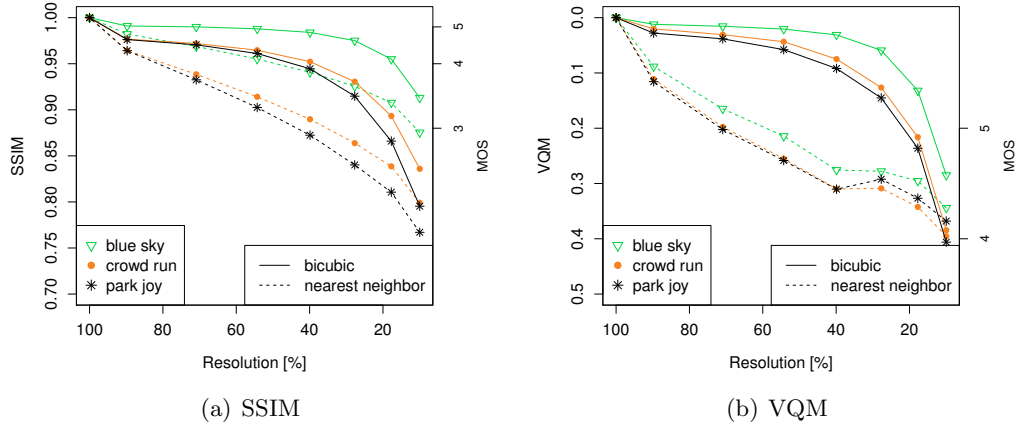 1.00
0.95
0.90
0.85
0.80
0.75
0.70
SSIM
5
4
3
MOS
blue sky
crowd run
park joy
bicubic
nearest neighbor
100
80
60
40
20
Resolution [%]
(a) SSIM
0.0
0.1
0.2
0.3
0.4
0.5
VQM
5
4
MOS
blue sky
crowd run
park joy
bicubic
nearest neighbor
100
80
60
40
20
Resolution [%]
(b) VQM